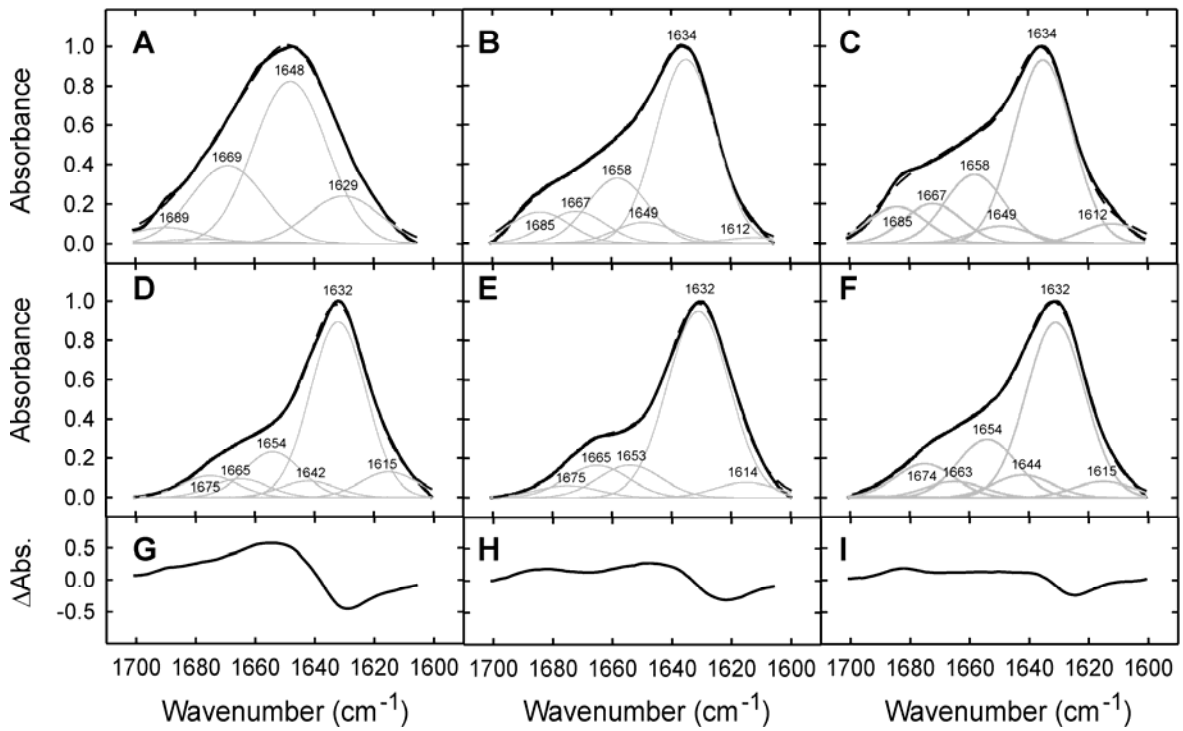 A
B
C
1634
1634
1.0
1648
0.8
Absorbance
0.6
1669
0.4
1658
1658
1629
1667
1667
0.2
1689
1685
1649
1612
1685
1649
1612
0.0
D
E
F
1632
1632
1632
1.0
0.8
Absorbance
0.6
0.4
1654
1654
1665
1665
1653
0.2
1675
1642
1615
1675
1614
1674
1663
1644
1615
0.0
G
H
I
0.5
ΔAbs.
0.0
-0.5
1700 1680 1660 1640 1620 1600
1700 1680 1660 1640 1620 1600
1700 1680 1660 1640 1620 1600
Wavenumber (cm⁻¹)
Wavenumber (cm⁻¹)
Wavenumber (cm⁻¹)